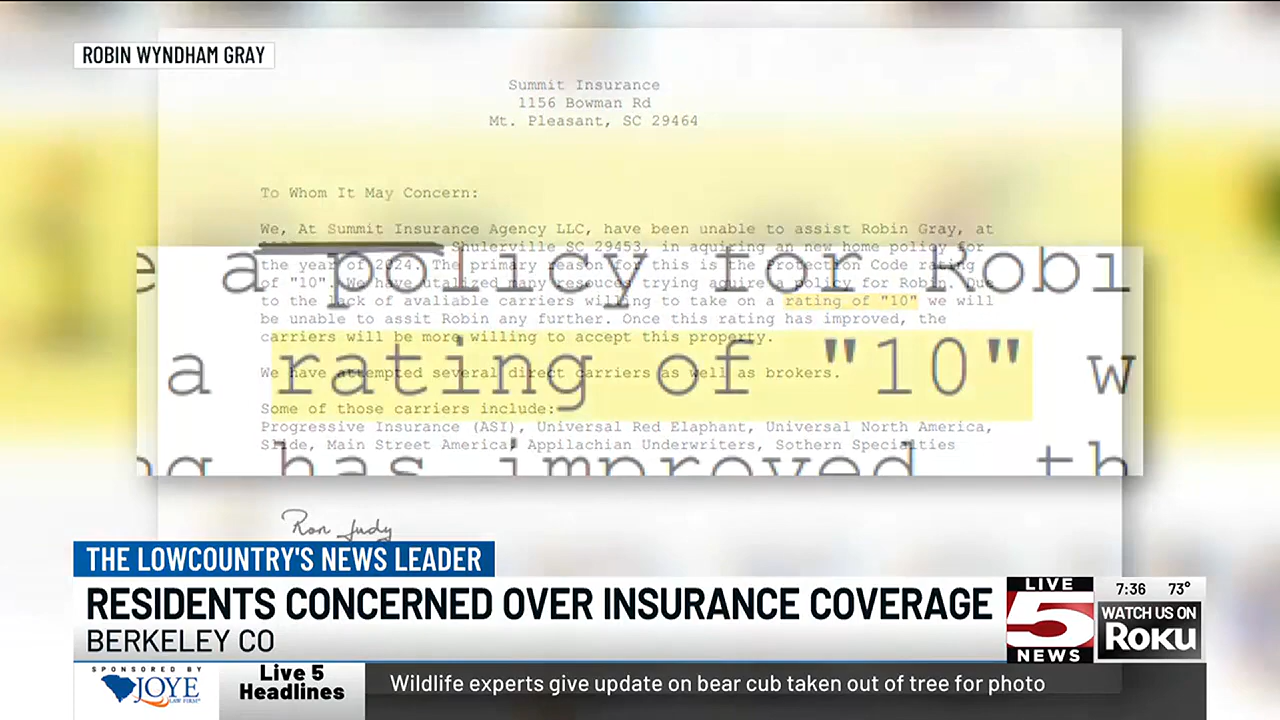 ROBIN WYNDHAM GRAY
Summit Insurance
1156 Bowman Rd
Mt. Pleasant, SC 29464
To Whom It May Concern:
We, At Summit Insurance Agency LLC, have been unable to assist Robin Gray, at
Shulerville SC 29453, in aquiring an new home policy for
the year of 2024. The primary reason for this is the Protection Code rating
of "10". We have utalized many resouces trying aquire a policy for Robin. Due
to the lack of avaliable carriers willing to take on a rating of "10" we will
be unable to assit Robin any further. Once this rating has improved, the
carriers will be more willing to accept this property.
We have attempted several direct carriers as well as brokers.
Some of those carriers include:
Progressive Insurance (ASI), Universal Red Elaphant, Universal North America,
Slide, Main Street America, Appilachian Underwriters, Sothern Specialties
e a policy for Robi
a rating of "10" w
ng has improved, th
Ron Judy
THE LOWCOUNTRY'S NEWS LEADER
RESIDENTS CONCERNED OVER INSURANCE COVERAGE
BERKELEY CO
LIVE
5
NEWS
7:36 73°
WATCH US ON
Roku
SPONSORED BY
JOYE
LAW FIRM
Live 5
Headlines
Wildlife experts give update on bear cub taken out of tree for photo